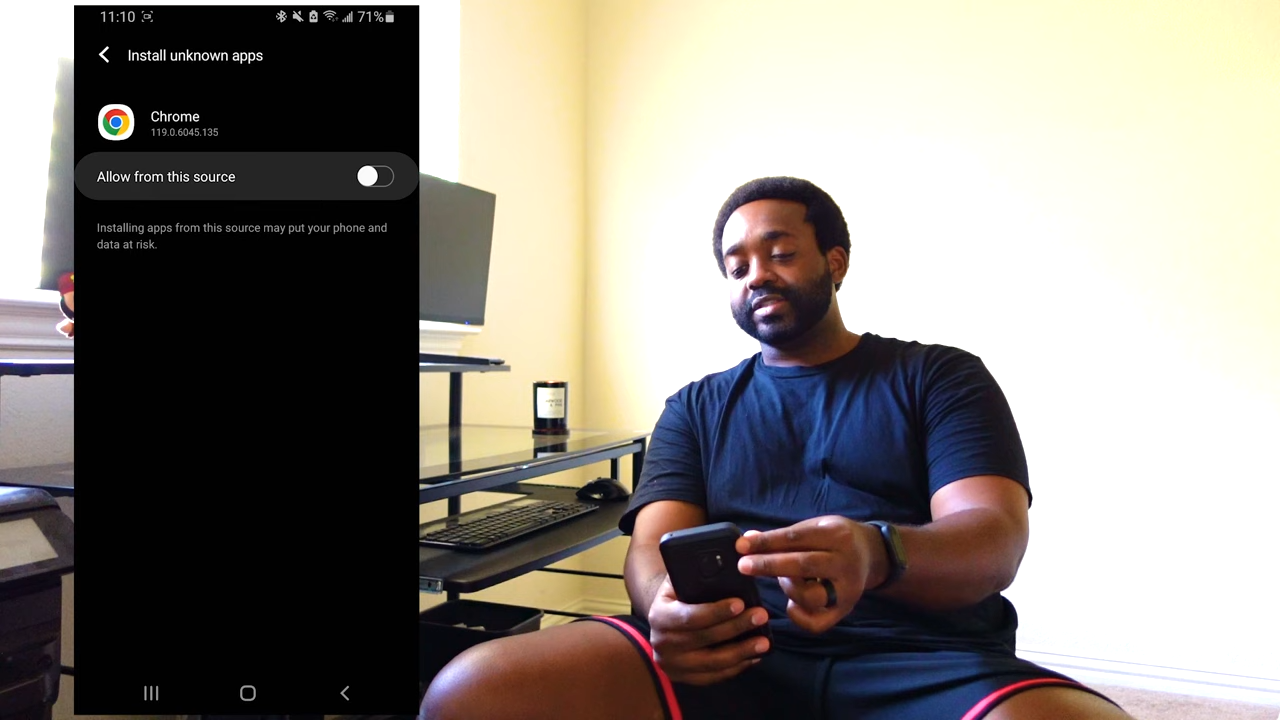 11:10
71%
Install unknown apps
Chrome
119.0.6045.135
Allow from this source
Installing apps from this source may put your phone and
data at risk.